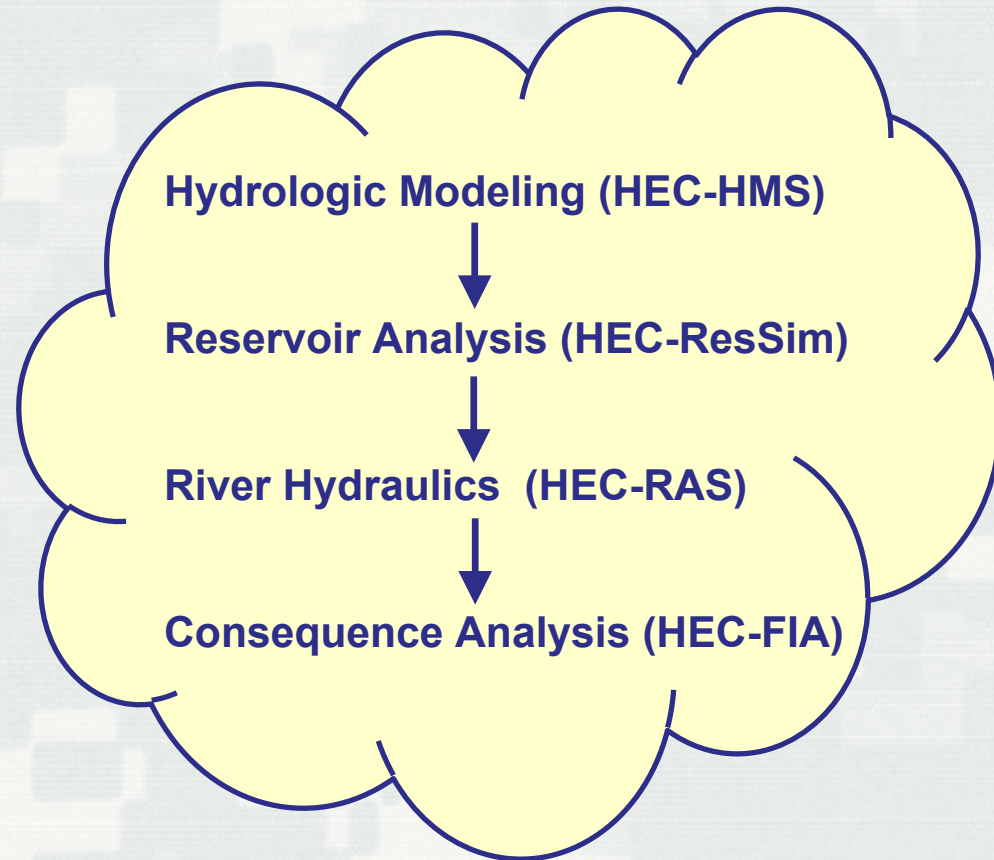 Hydrologic Modeling (HEC-HMS)
Reservoir Analysis (HEC-ResSim)
River Hydraulics  (HEC-RAS)
Consequence Analysis (HEC-FIA)